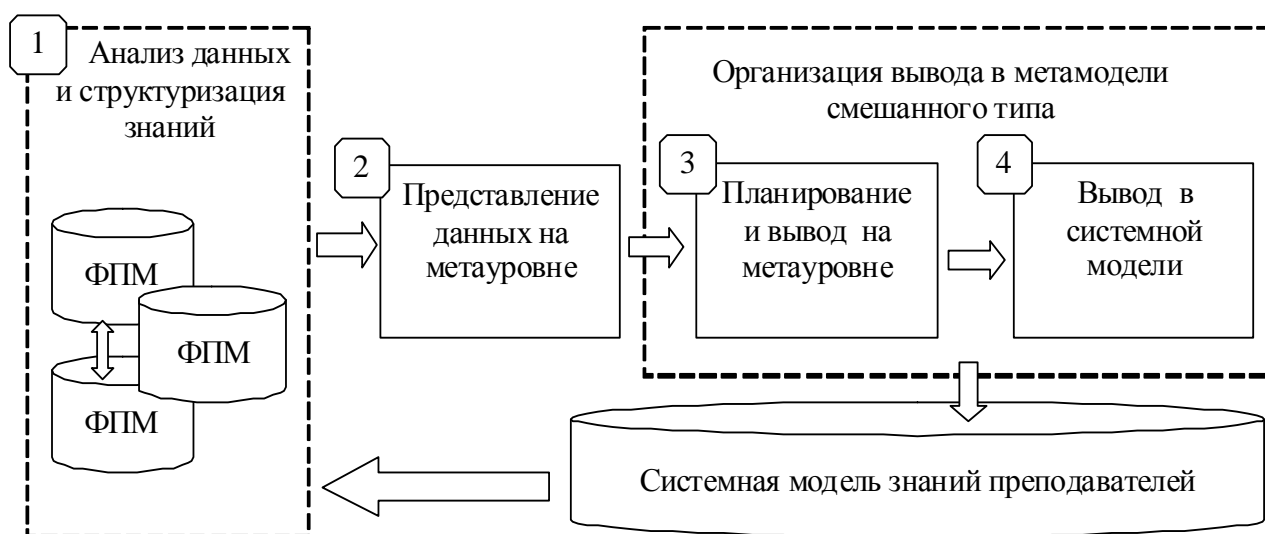 1
Анализ данных
и структуризация
знаний
ФПМ
ФПМ
ФПМ
2
Представление
данных на
метауровне
Организация вывода в метамодели
смешанного типа
3
Планирование
и вывод на
метауровне
4
Вывод в
системной
модели
Системная модель знаний преподавателей